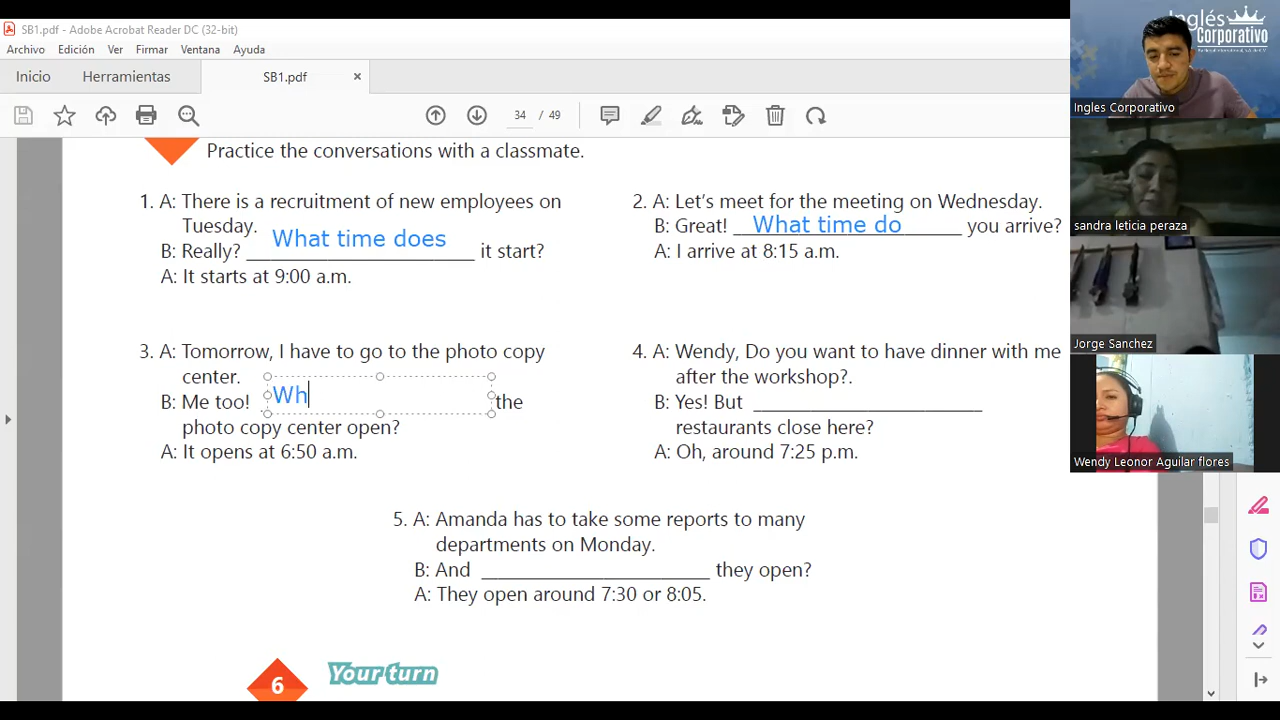 SB1.pdf - Adobe Acrobat Reader DC (32-bit)
Archivo Edición Ver Firmar Ventana Ayuda
Inicio Herramientas SB1.pdf ×
34 / 49
Practice the conversations with a classmate.
1. A: There is a recruitment of new employees on
Tuesday.
B: Really? What time does it start?
A: It starts at 9:00 a.m.
2. A: Let's meet for the meeting on Wednesday.
B: Great! What time do you arrive?
A: I arrive at 8:15 a.m.
3. A: Tomorrow, I have to go to the photo copy
center.
B: Me too! Wh the
photo copy center open?
A: It opens at 6:50 a.m.
4. A: Wendy, Do you want to have dinner with me
after the workshop?.
B: Yes! But ______________________
restaurants close here?
A: Oh, around 7:25 p.m.
5. A: Amanda has to take some reports to many
departments on Monday.
B: And ______________________ they open?
A: They open around 7:30 or 8:05.
6 Your turn
Inglés
Corporativo
Ingles Corporativo
sandra leticia peraza
Jorge Sanchez
Wendy Leonor Aguilar flores